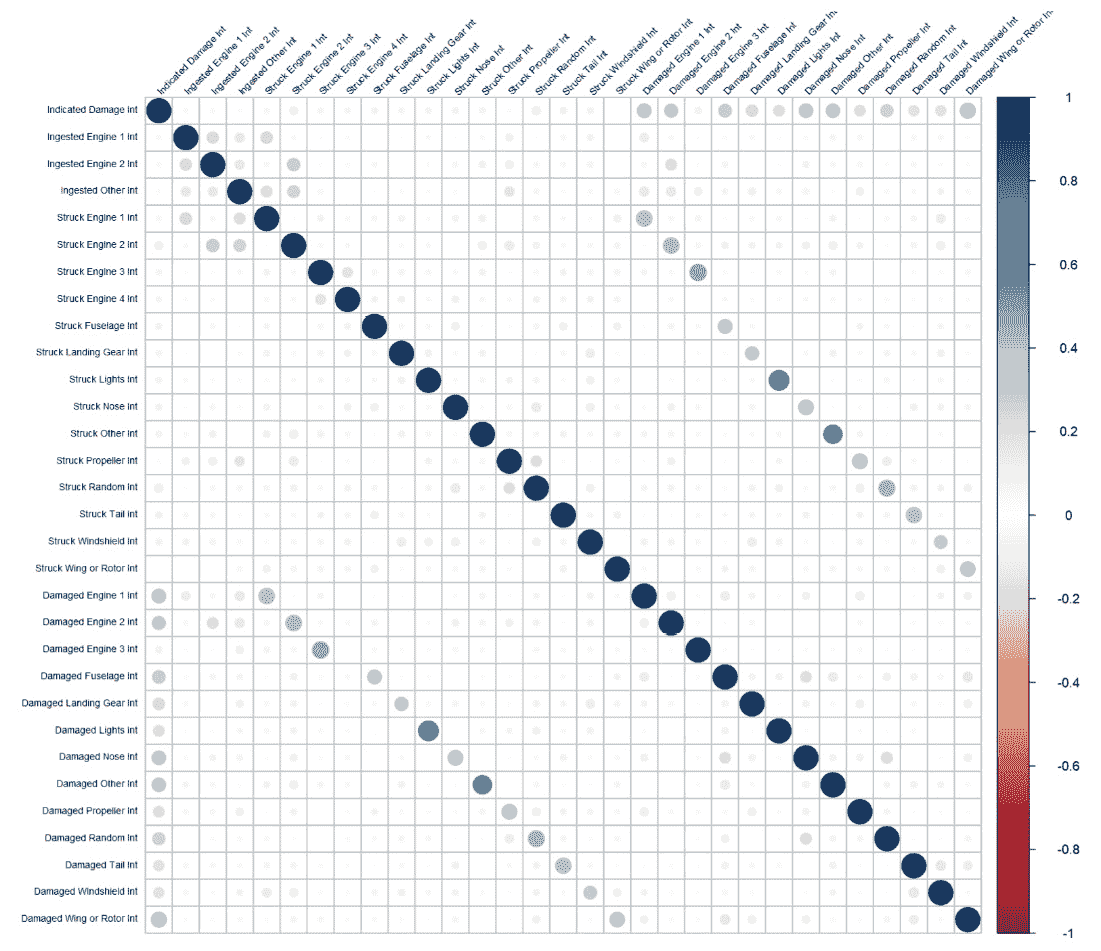 Indicated Damage Int
Ingested Engine 1 Int
Ingested Engine 2 Int
Ingested Other Int
Struck Engine 1 Int
Struck Engine 2 Int
Struck Engine 3 Int
Struck Engine 4 Int
Struck Fuselage Int
Struck Landing Gear Int
Struck Lights Int
Struck Nose Int
Struck Other Int
Struck Propeller Int
Struck Random Int
Struck Tail Int
Struck Windshield Int
Struck Wing or Rotor Int
Damaged Engine 1 Int
Damaged Engine 2 Int
Damaged Engine 3 Int
Damaged Fuselage Int
Damaged Landing Gear Int
Damaged Lights Int
Damaged Nose Int
Damaged Other Int
Damaged Propeller Int
Damaged Random Int
Damaged Tail Int
Damaged Windshield Int
Damaged Wing or Rotor Int
Indicated Damage Int
Ingested Engine 1 Int
Ingested Engine 2 Int
Ingested Other Int
Struck Engine 1 Int
Struck Engine 2 Int
Struck Engine 3 Int
Struck Engine 4 Int
Struck Fuselage Int
Struck Landing Gear Int
Struck Lights Int
Struck Nose Int
Struck Other Int
Struck Propeller Int
Struck Random Int
Struck Tail Int
Struck Windshield Int
Struck Wing or Rotor Int
Damaged Engine 1 Int
Damaged Engine 2 Int
Damaged Engine 3 Int
Damaged Fuselage Int
Damaged Landing Gear Int
Damaged Lights Int
Damaged Nose Int
Damaged Other Int
Damaged Propeller Int
Damaged Random Int
Damaged Tail Int
Damaged Windshield Int
Damaged Wing or Rotor Int
1
0.8
0.6
0.4
0.2
0
-0.2
-0.4
-0.6
-0.8
-1